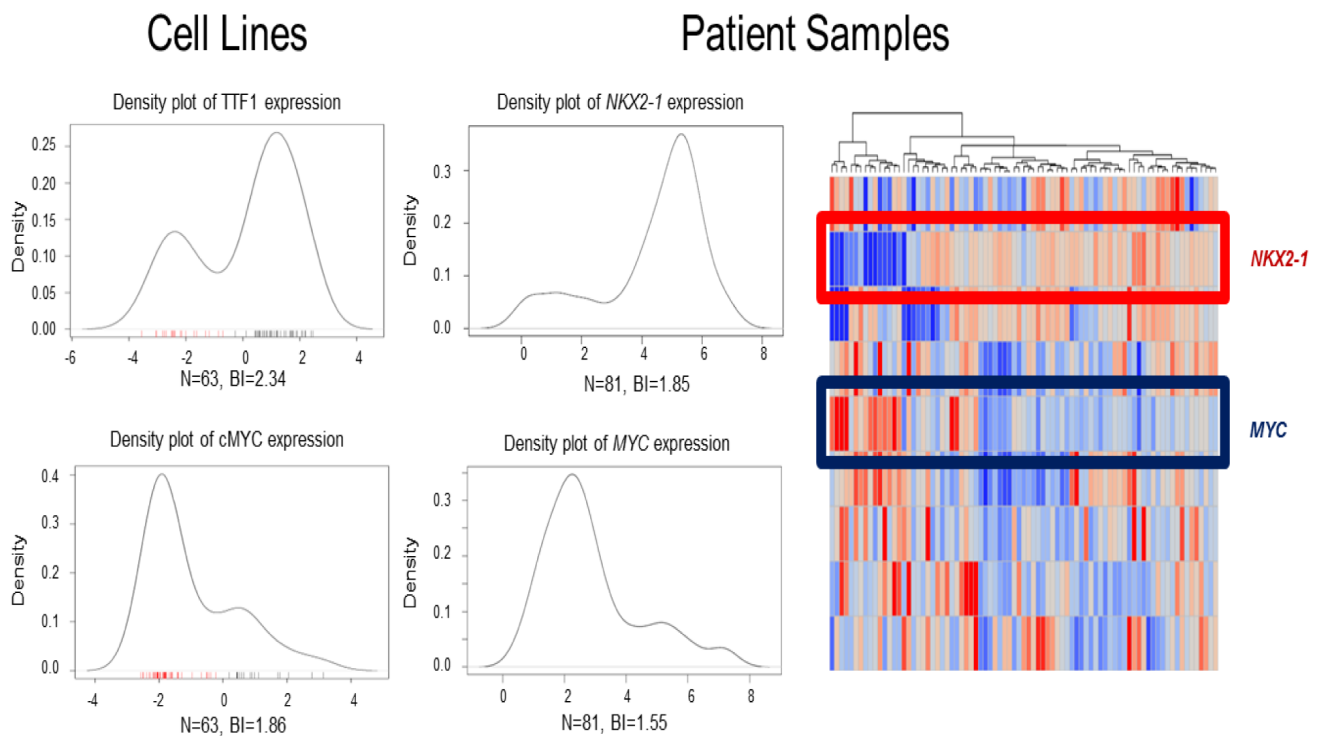 Cell Lines
Patient Samples
Density plot of TTF1 expression
Density
0.25
0.20
0.15
0.10
0.05
0.00
-6 -4 -2 0 2 4
N=63, BI=2.34
Density plot of NKX2-1 expression
Density
0.3
0.2
0.1
0.0
0 2 4 6 8
N=81, BI=1.85
Density plot of cMYC expression
Density
0.4
0.3
0.2
0.1
0.0
-4 -2 0 2 4
N=63, BI=1.86
Density plot of MYC expression
Density
0.3
0.2
0.1
0.0
0 2 4 6 8
N=81, BI=1.55
NKX2-1
MYC